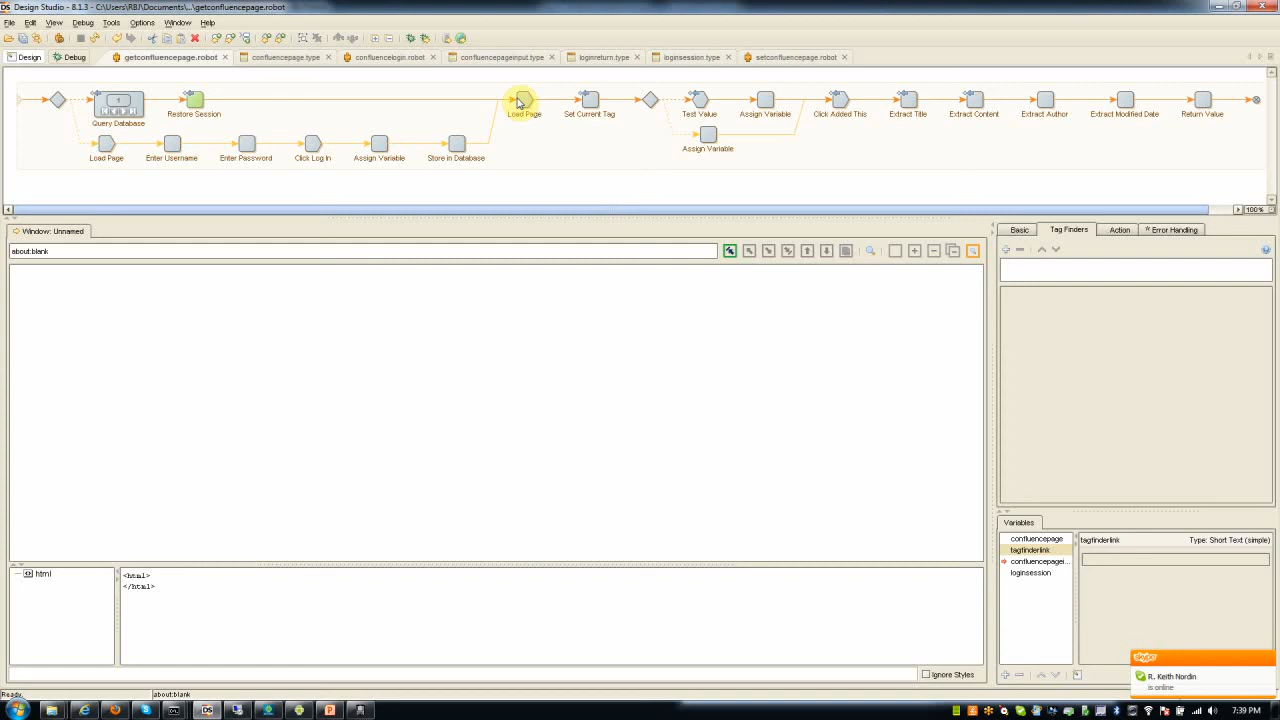 Design Studio - 8.1.3 - C:\Users\RBJ\Documents\...\getconfluencepage.robot
File Edit View Debug Tools Options Window Help
Design Debug getconfluencepage.robot confluencepage.type confluencelogin.robot confluencepageinput.type loginreturn.type loginsession.type setconfluencepage.robot
1
Query Database Restore Session Load Page Set Current Tag Test Value Assign Variable Click Added This Extract Title Extract Content Extract Author Extract Modified Date Return Value
Load Page Enter Username Enter Password Click Log In Assign Variable Store in Database Assign Variable
100%
Window: Unnamed
Basic Tag Finders Action Error Handling
about:blank
Variables
confluencepage
tagfinderlink
confluencepagei...
loginsession
tagfinderlink Type: Short Text (simple)
html
<html>
</html>
Ignore Styles
skype
R. Keith Nordin
is online
Ready. about:blank
DS
7:39 PM